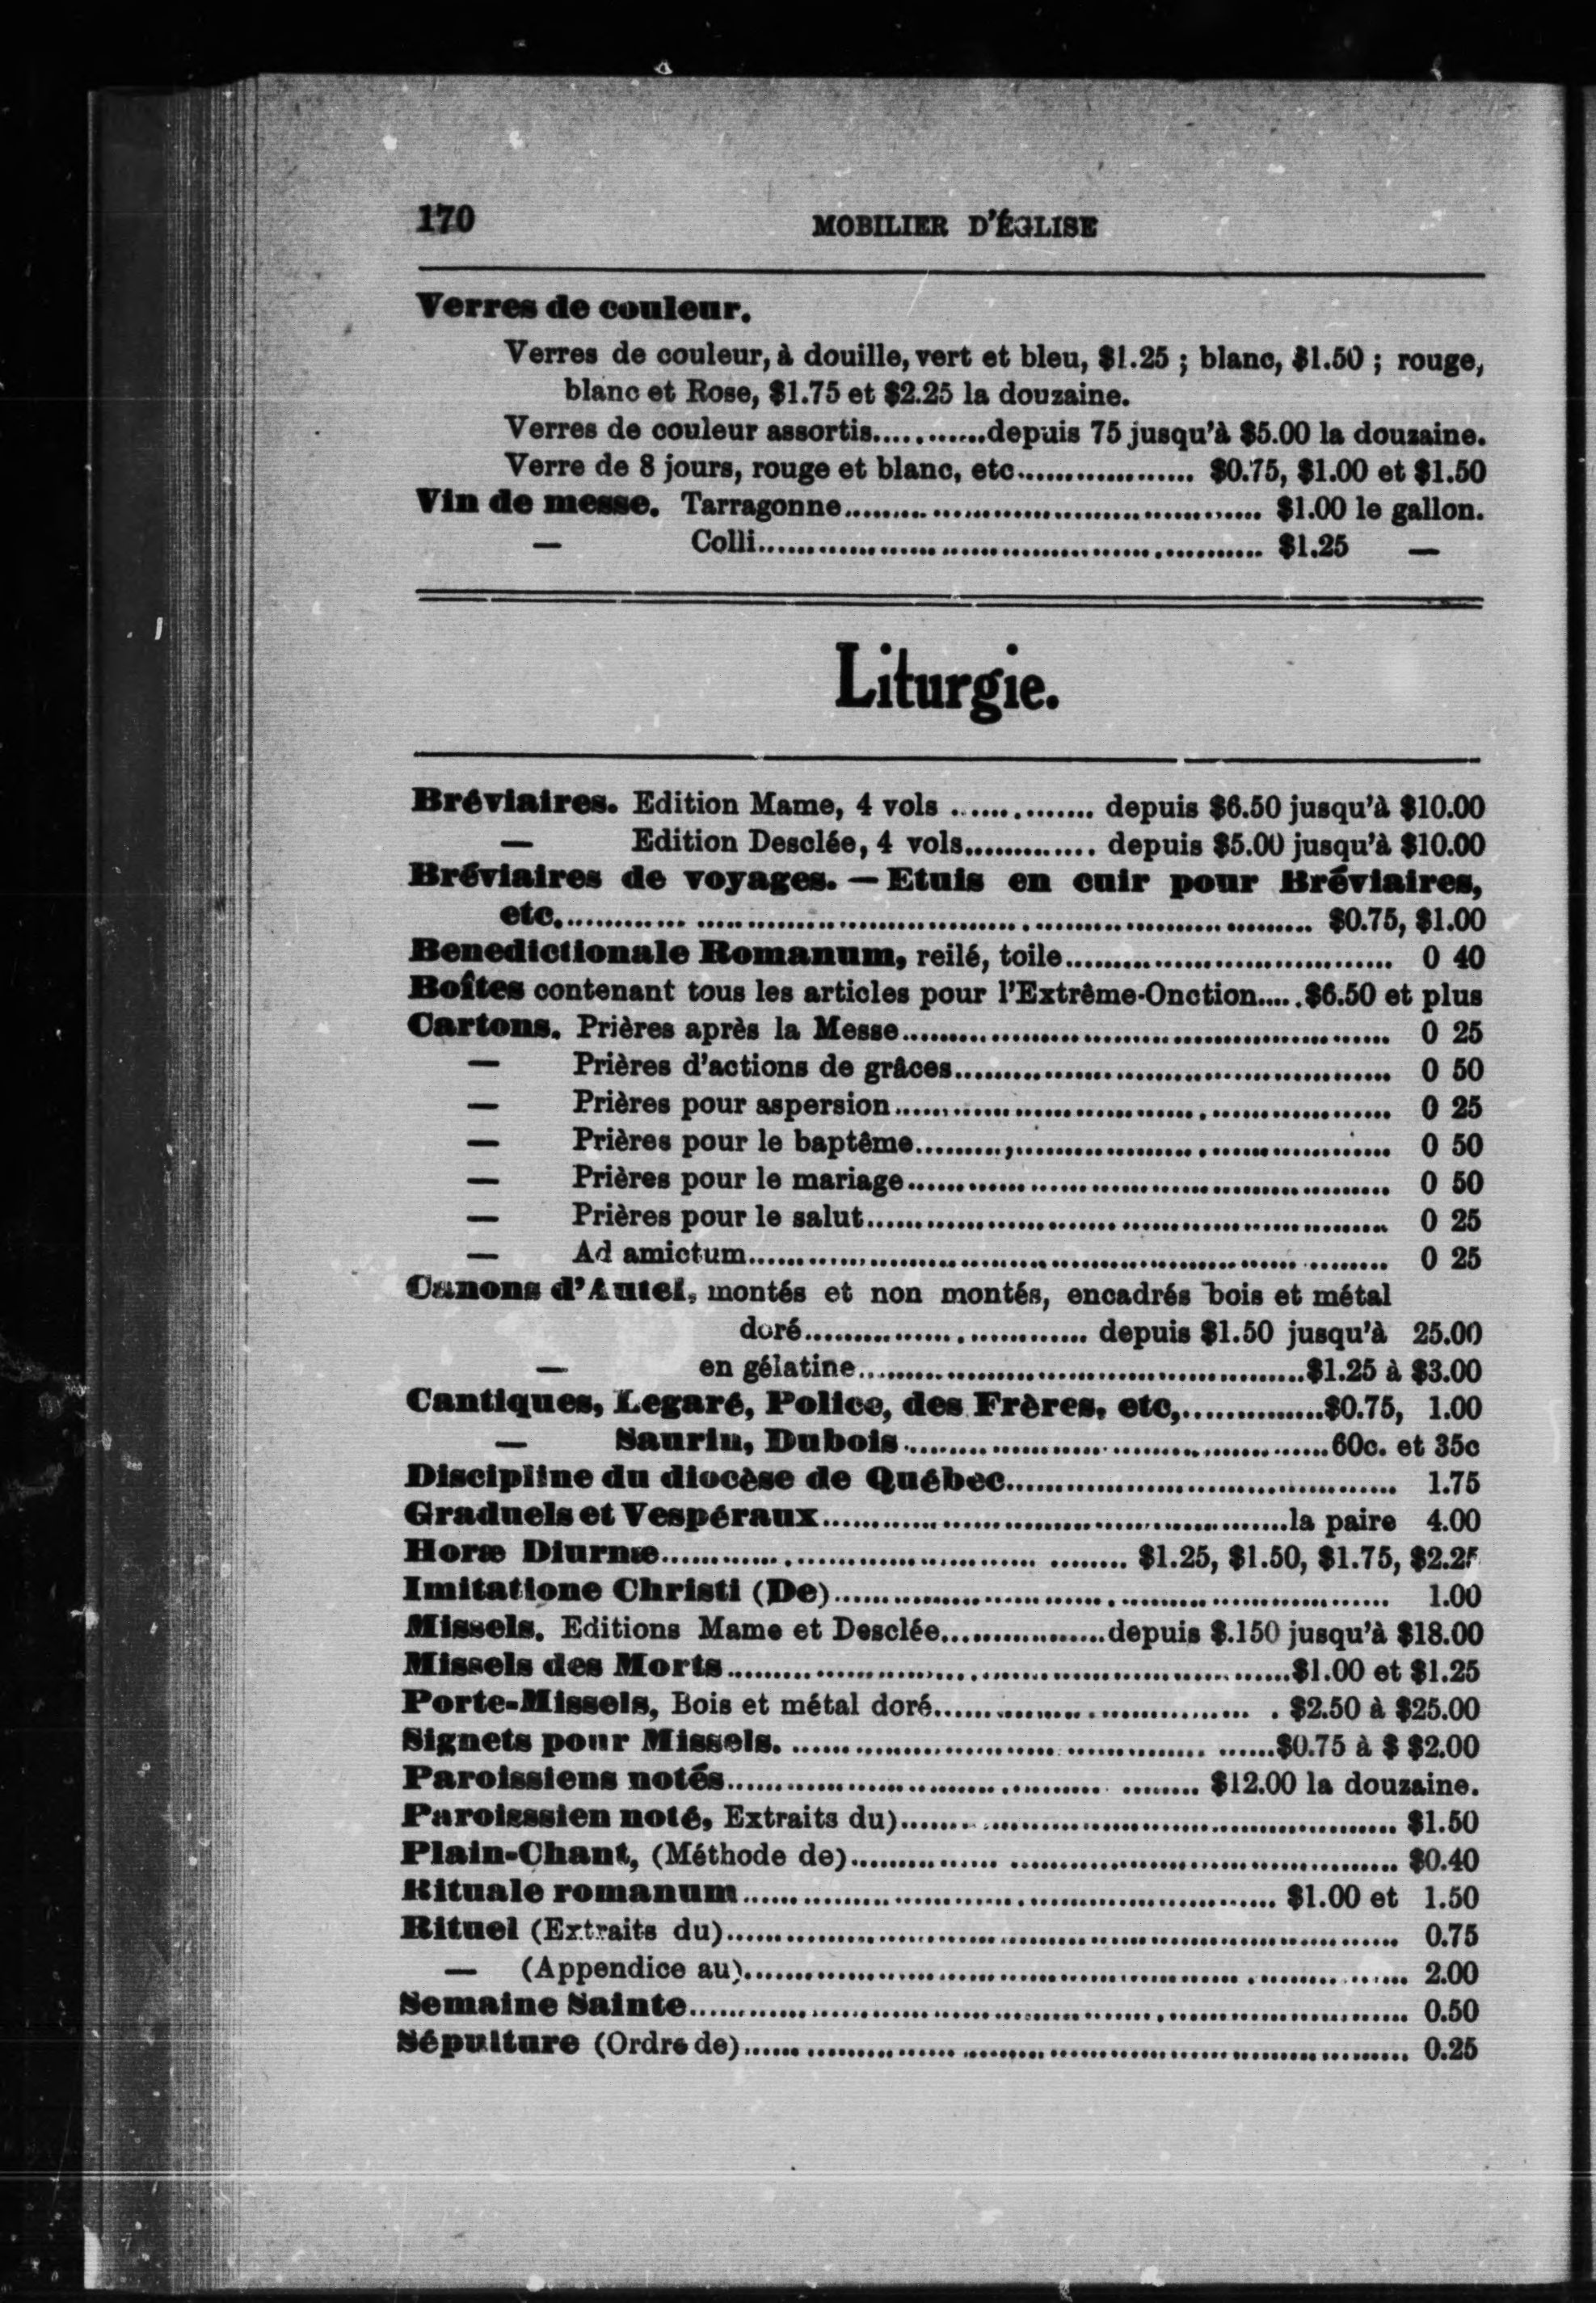 170 MOBILIER D'ÉGLISE
Verres de couleur.
Verres de couleur, à douille, vert et bleu, $1.25 ; blanc, $1.50 ; rouge,
blanc et Rose, $1.75 et $2.25 la douzaine.
Verres de couleur assortis............depuis 75 jusqu'à $5.00 la douzaine.
Verre de 8 jours, rouge et blanc, etc................... $0.75, $1.00 et $1.50
Vin de messe. Tarragonne............................................ $1.00 le gallon.
— Colli..................................................... $1.25 —
Liturgie.
Bréviaires. Edition Mame, 4 vols ............... depuis $6.50 jusqu'à $10.00
— Edition Desclée, 4 vols.............. depuis $5.00 jusqu'à $10.00
Bréviaires de voyages. — Etuis en cuir pour Bréviaires,
etc............................................................................ $0.75, $1.00
Benedictionale Romanum, reilé, toile.................................. 0 40
Boîtes contenant tous les articles pour l'Extrême-Onction.....$6.50 et plus
Cartons. Prières après la Messe.................................................. 0 25
— Prières d'actions de grâces............................................. 0 50
— Prières pour aspersion................................................... 0 25
— Prières pour le baptême................................................. 0 50
— Prières pour le mariage.................................................. 0 50
— Prières pour le salut...................................................... 0 25
— Ad amictum................................................................. 0 25
Canons d'Autel, montés et non montés, encadrés bois et métal
doré............................. depuis $1.50 jusqu'à 25.00
— en gélatine..............................................$1.25 à $3.00
Cantiques, Legaré, Police, des Frères, etc,...............$0.75, 1.00
— Saurin, Dubois............................................60c. et 35c
Discipline du diocèse de Québec........................................ 1.75
Graduels et Vespéraux................................................la paire 4.00
Horæ Diurnæ................................................ $1.25, $1.50, $1.75, $2.25
Imitatione Christi (De)......................................................... 1.00
Missels. Editions Mame et Desclée.................depuis $.150 jusqu'à $18.00
Missels des Morts..........................................................$1.00 et $1.25
Porte-Missels, Bois et métal doré.................................. $2.50 à $25.00
Signets pour Missels. .................................................$0.75 à $ $2.00
Paroissiens notés................................................ $12.00 la douzaine.
Paroisssien noté, Extraits du).................................................. $1.50
Plain-Chant, (Méthode de)....................................................... $0.40
Rituale romanum....................................................... $1.00 et 1.50
Rituel (Extraits du)..................................................................... 0.75
— (Appendice au).................................................................... 2.00
Semaine Sainte.......................................................................... 0.50
Sépulture (Ordre de).................................................................... 0.25